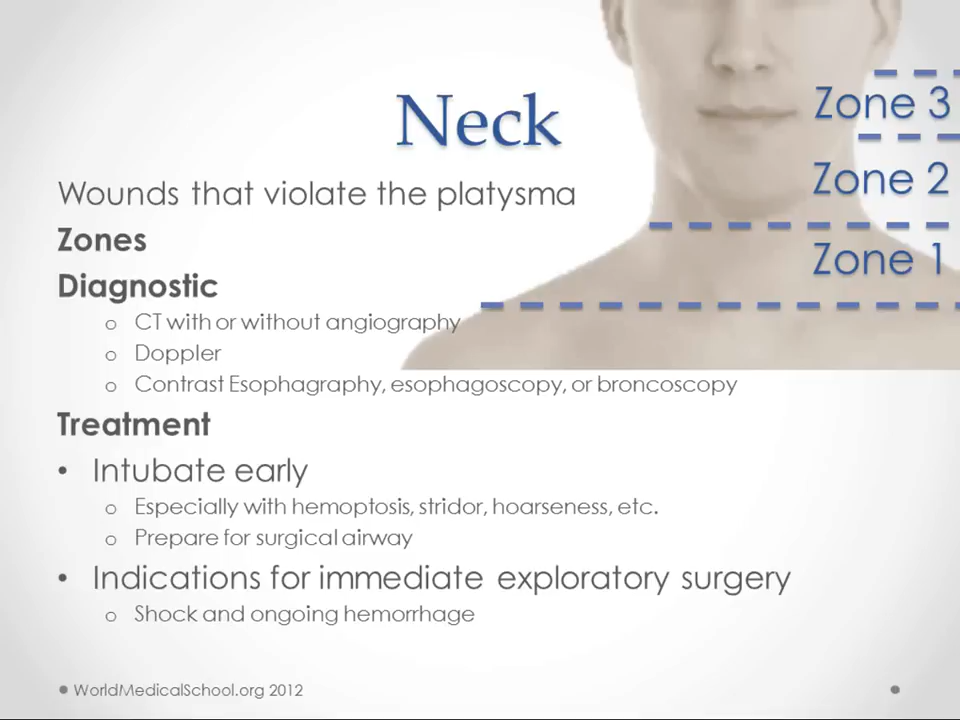 Neck
Zone 3
Zone 2
Zone 1
Wounds that violate the platysma
Zones
Diagnostic
o CT with or without angiography
o Doppler
o Contrast Esophagraphy, esophagoscopy, or broncoscopy
Treatment
• Intubate early
o Especially with hemoptosis, stridor, hoarseness, etc.
o Prepare for surgical airway
• Indications for immediate exploratory surgery
o Shock and ongoing hemorrhage
WorldMedicalSchool.org 2012